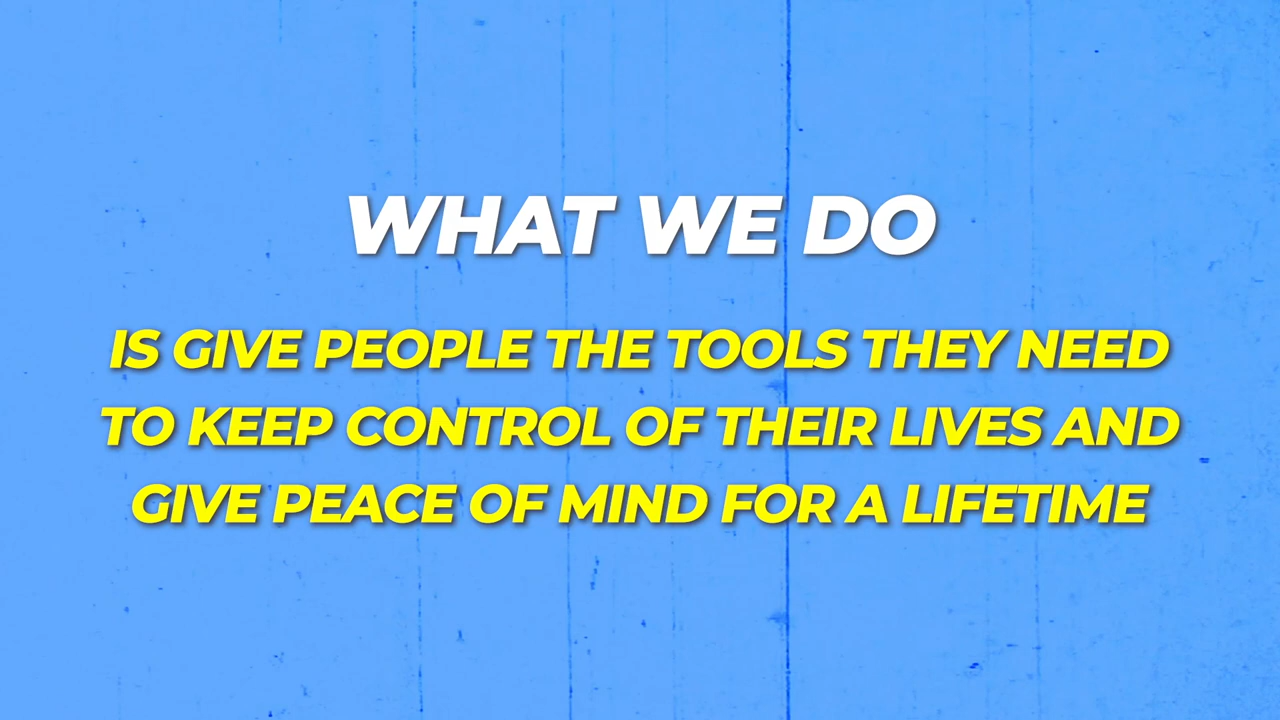 WHAT WE DO
IS GIVE PEOPLE THE TOOLS THEY NEED
TO KEEP CONTROL OF THEIR LIVES AND
GIVE PEACE OF MIND FOR A LIFETIME